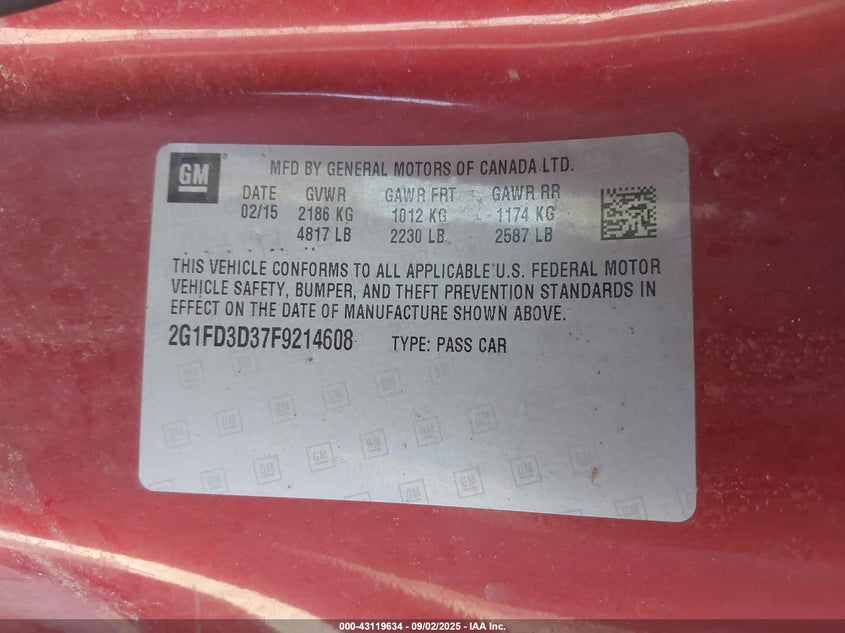 GM ® MFD BY GENERAL MOTORS OF CANADA LTD.
DATE GVWR GAWR FRT GAWR RR
02/15 2186 KG 1012 KG 1174 KG
4817 LB 2230 LB 2587 LB
THIS VEHICLE CONFORMS TO ALL APPLICABLE U.S. FEDERAL MOTOR
VEHICLE SAFETY, BUMPER, AND THEFT PREVENTION STANDARDS IN
EFFECT ON THE DATE OF MANUFACTURE SHOWN ABOVE.
2G1FD3D37F9214608 TYPE: PASS CAR
000-43119634 - 09/02/2025 - IAA Inc.